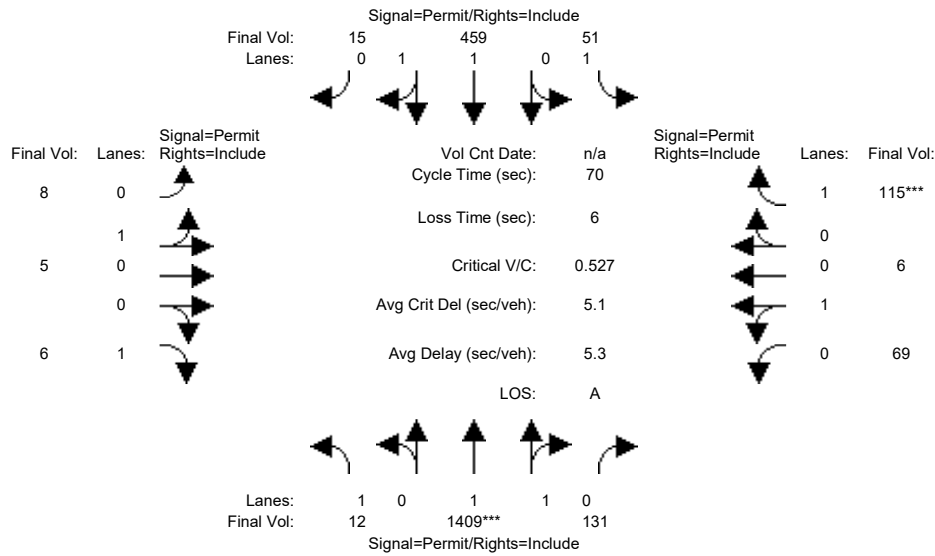 Signal=Permit/Rights=Include
Final Vol: 15 459 51
Lanes: 0 1 1 0 1
Signal=Permit Signal=Permit
Final Vol: Lanes: Rights=Include Vol Cnt Date: n/a Rights=Include Lanes: Final Vol:
Cycle Time (sec): 70
8 0 1 115***
Loss Time (sec): 6
1 0
5 0 Critical V/C: 0.527 0 6
0 Avg Crit Del (sec/veh): 5.1 1
6 1 Avg Delay (sec/veh): 5.3 0 69
LOS: A
Lanes: 1 0 1 1 0
Final Vol: 12 1409*** 131
Signal=Permit/Rights=Include